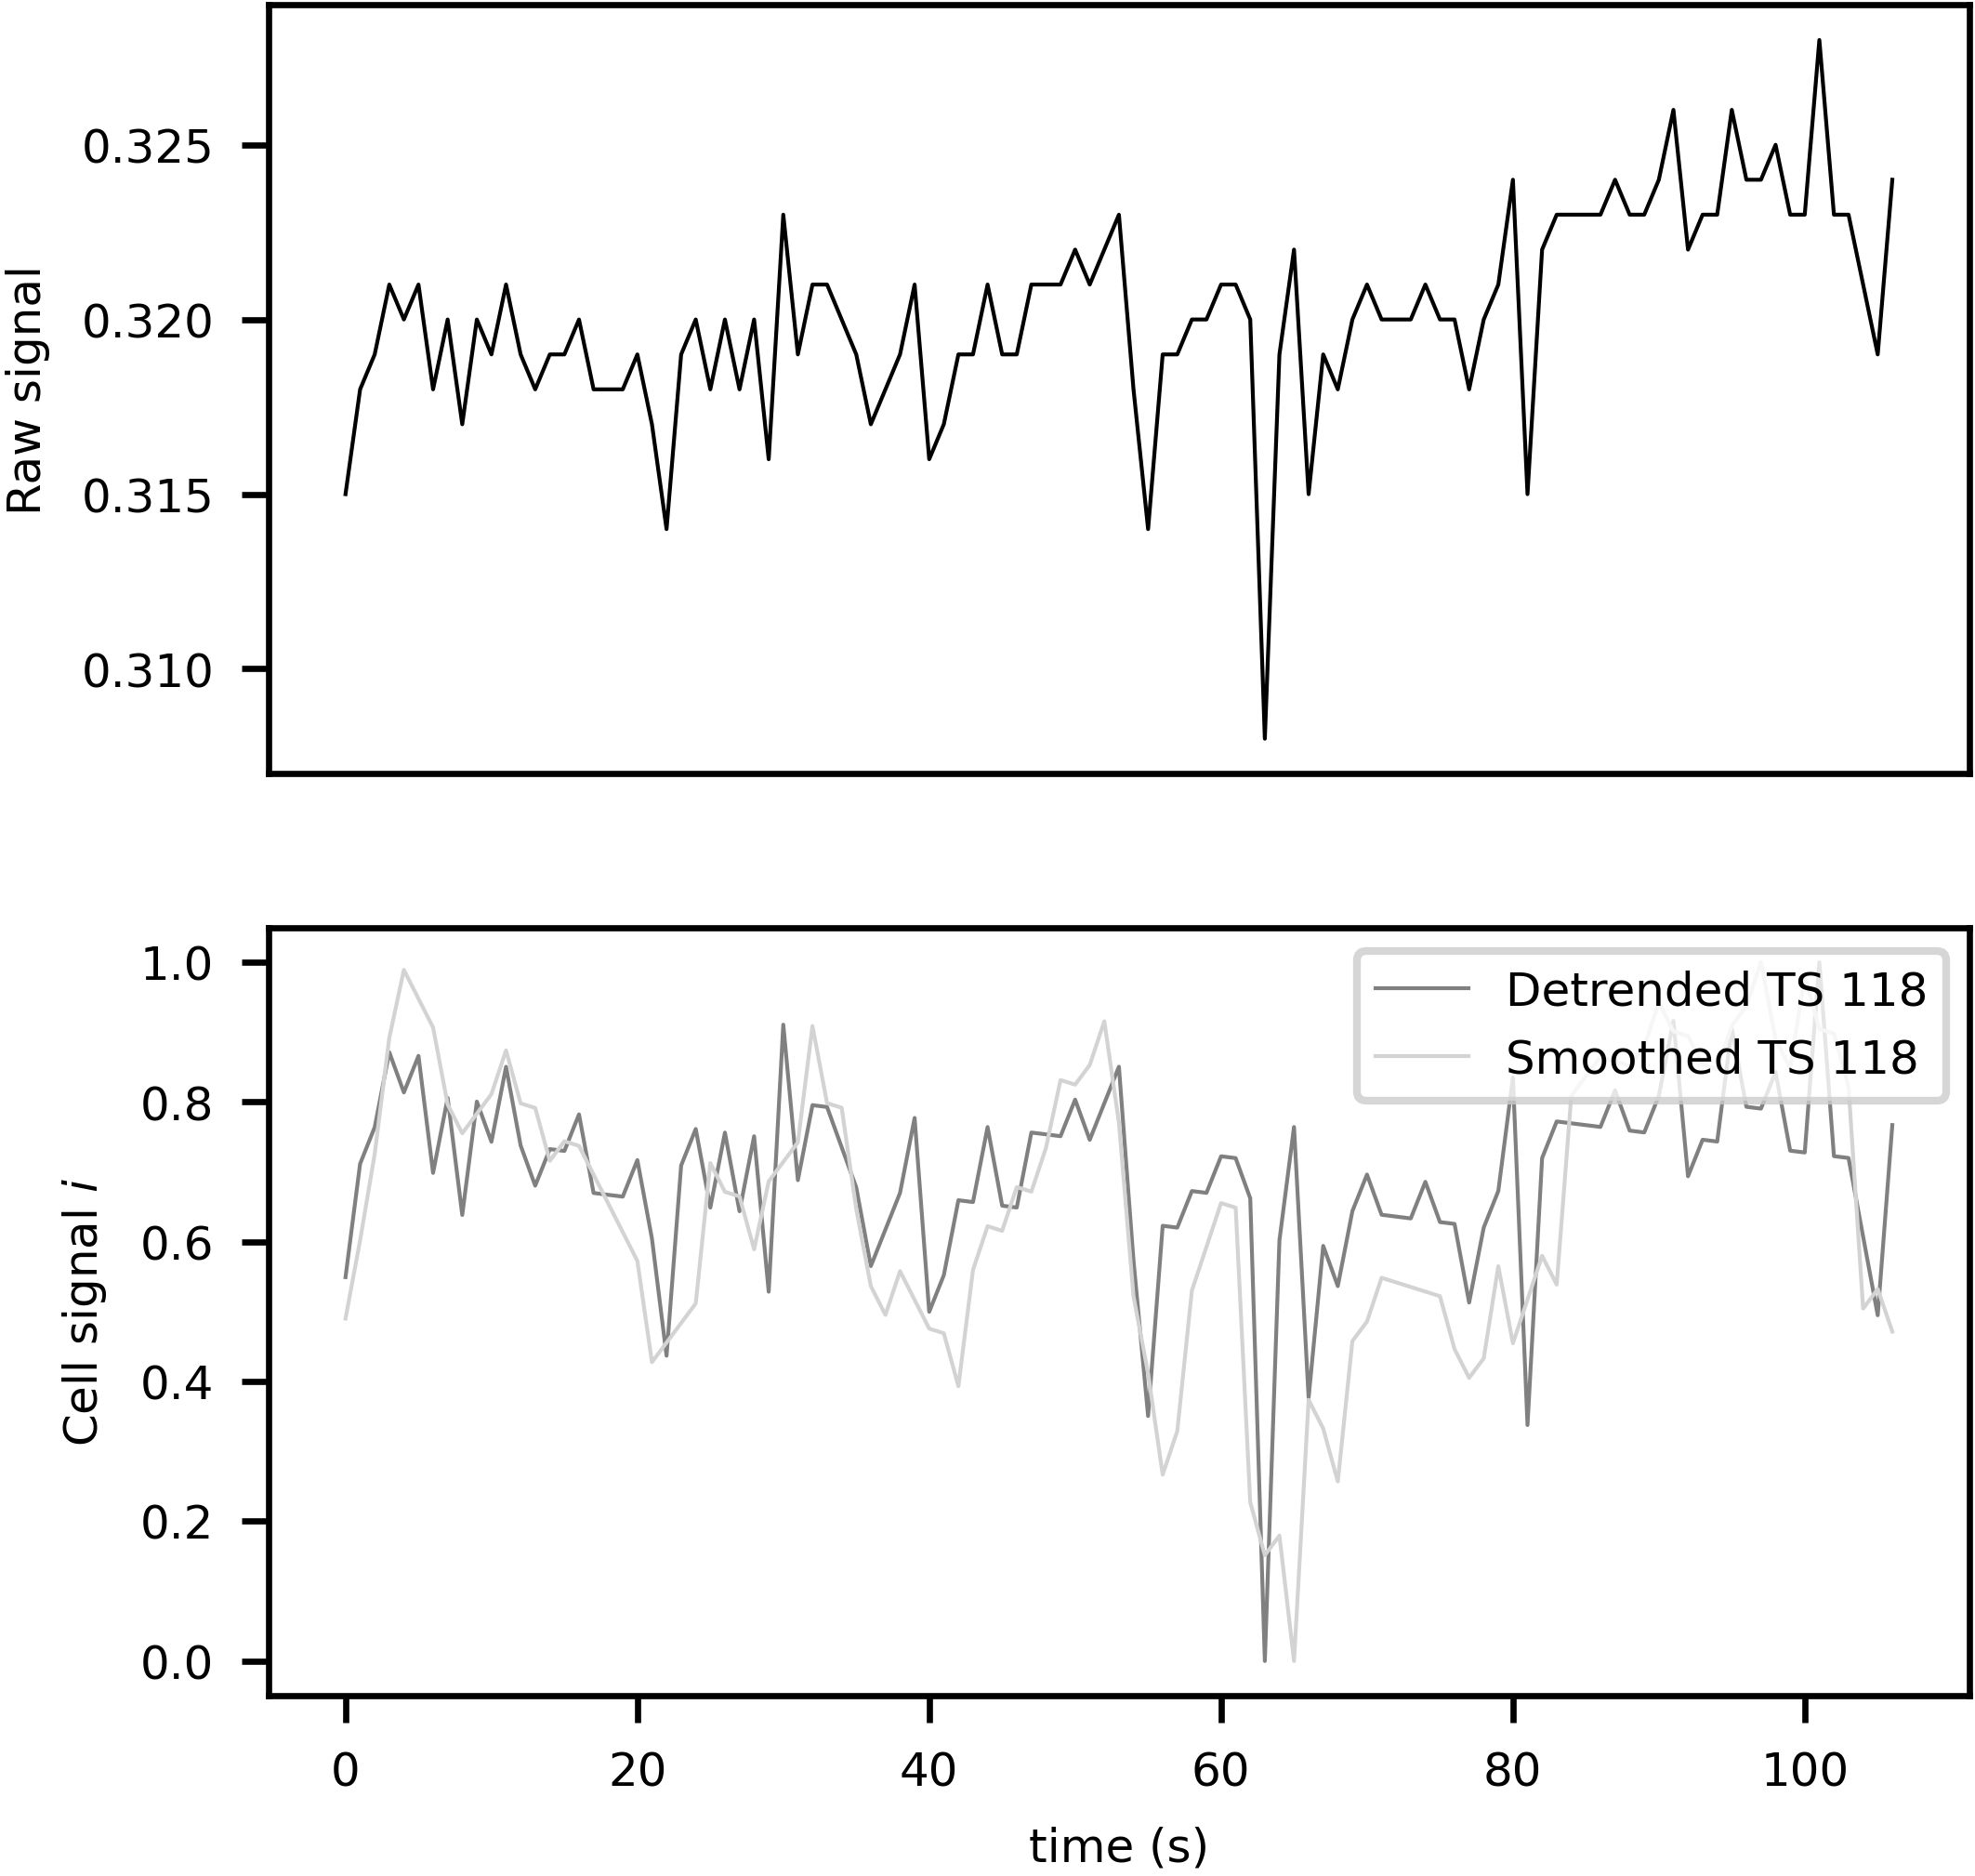 Raw signal
0.325
0.320
0.315
0.310
Cell signal i
1.0
0.8
0.6
0.4
0.2
0.0
Detrended TS 118
Smoothed TS 118
0 20 40 60 80 100
time (s)